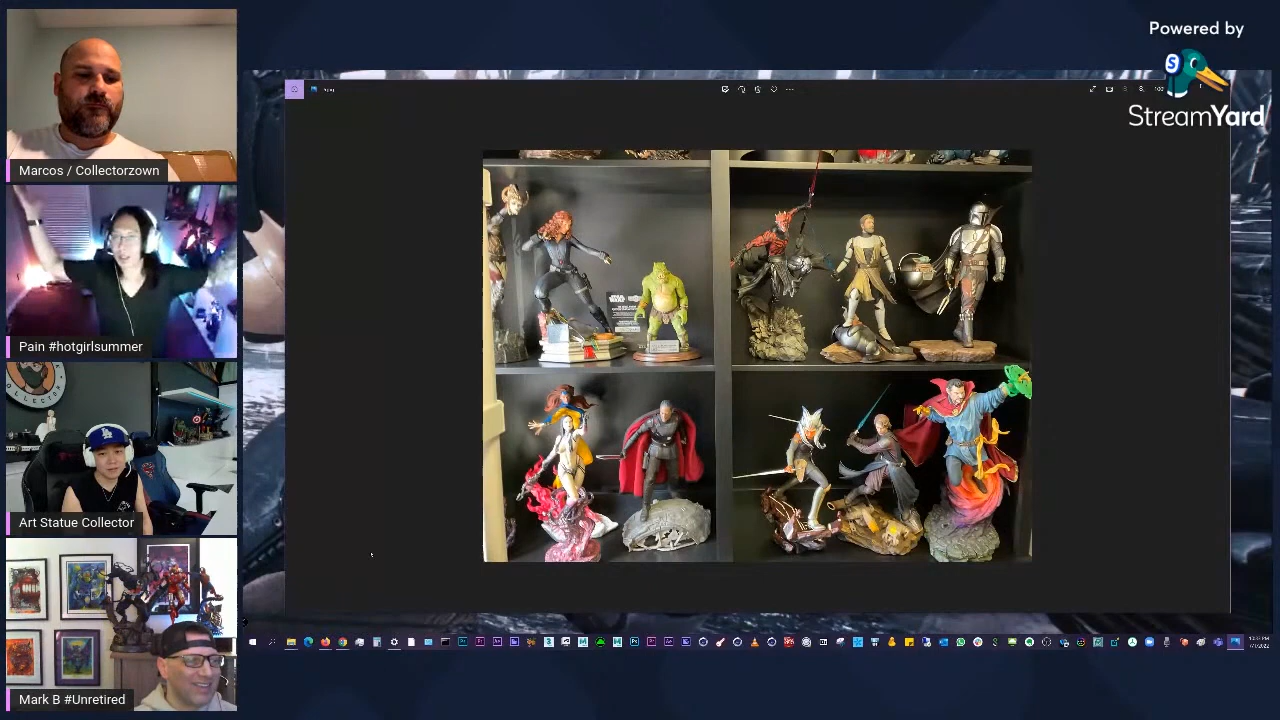 Powered by
S
StreamYard
Marcos / Collectorzown
Pain #hotgirlsummer
Art Statue Collector
Mark B #Unretired